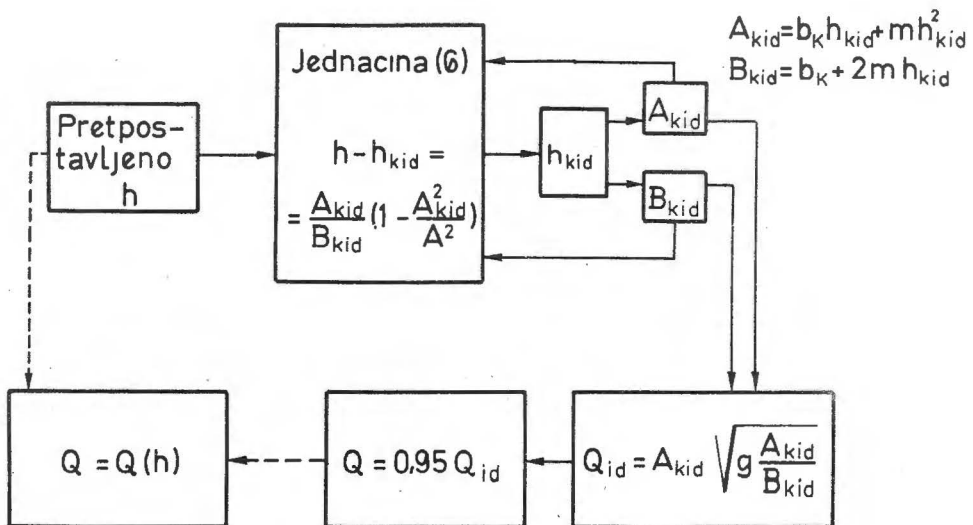 A_kid = b_K h_kid + m h²_kid
B_kid = b_K + 2m h_kid
Pretpos-
tavljeno
h
Jednacina (6)
h - h_kid =
= A_kid/B_kid (1 - A²_kid/A²)
h_kid
A_kid
B_kid
Q = Q(h)
Q = 0,95 Q_id
Q_id = A_kid √(g A_kid/B_kid)